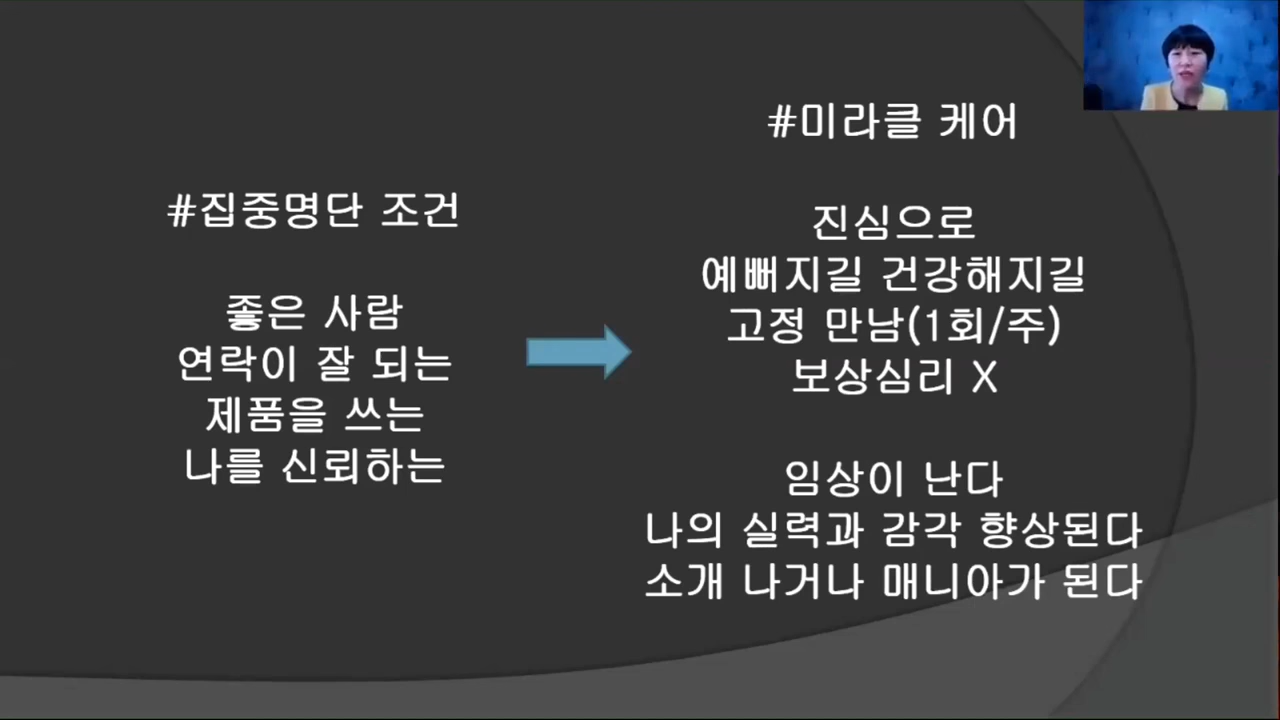 #집중명단 조건
좋은 사람
연락이 잘 되는
제품을 쓰는
나를 신뢰하는
#미라클 케어
진심으로
예뻐지길 건강해지길
고정 만남(1회/주)
보상심리 X
임상이 난다
나의 실력과 감각 향상된다
소개 나거나 매니아가 된다